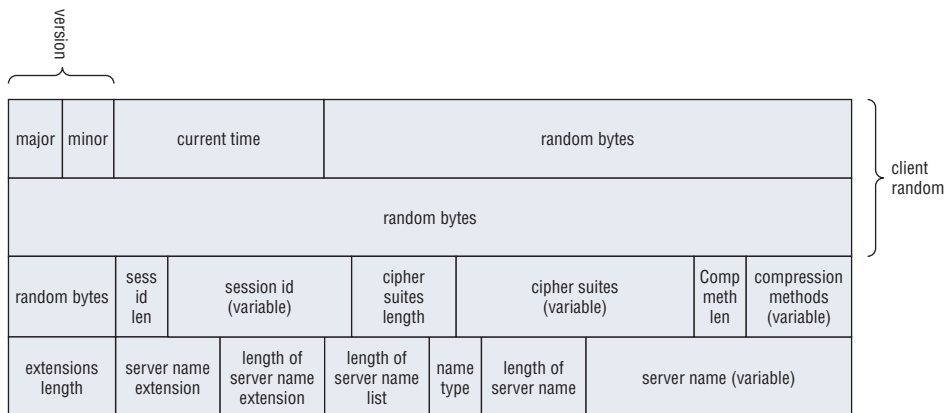 version
major
minor
current time
random bytes
client
random
random bytes
random bytes
sess
id
len
session id
(variable)
cipher
suites
length
cipher suites
(variable)
Comp
meth
len
compression
methods
(variable)
extensions
length
server name
extension
length of
server name
extension
length of
server name
list
name
type
length of
server name
server name (variable)